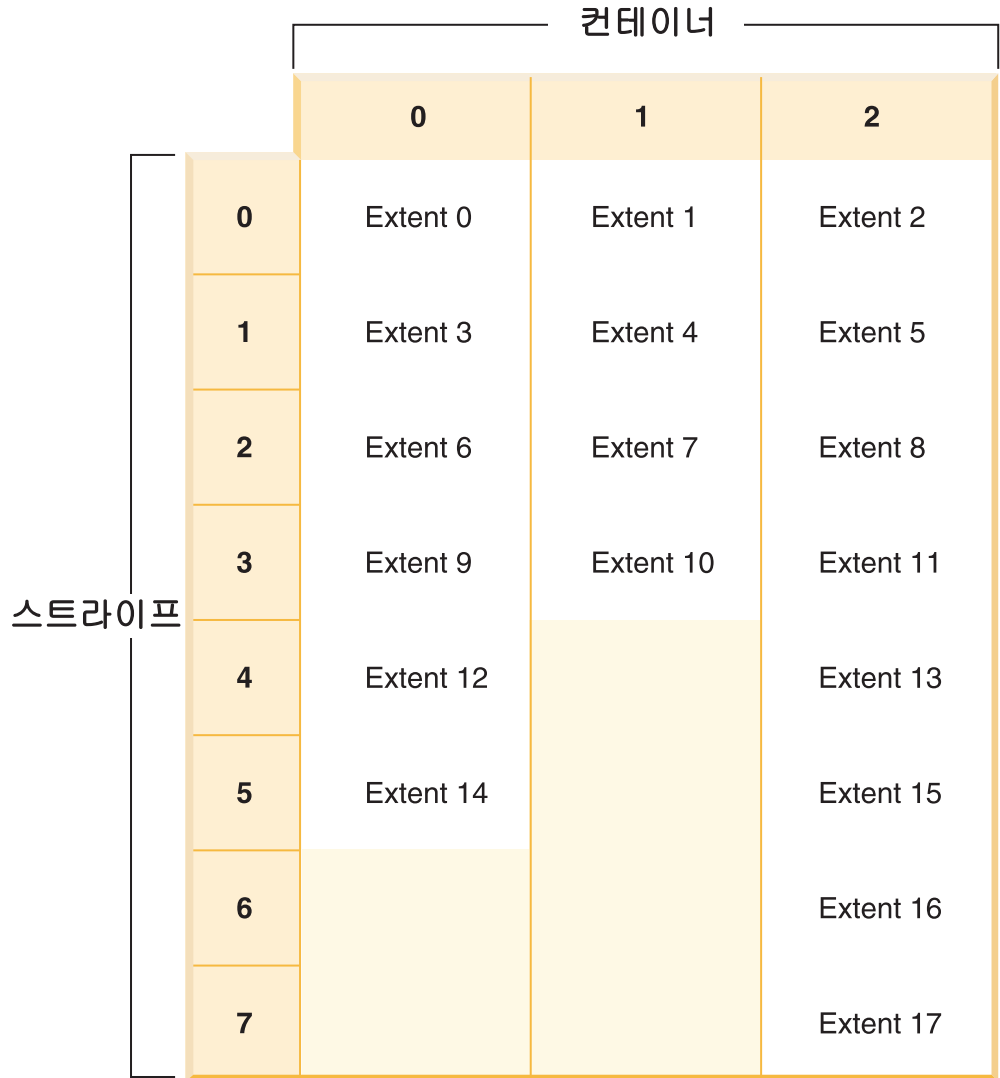 컨테이너
0 1 2
0 Extent 0 Extent 1 Extent 2
1 Extent 3 Extent 4 Extent 5
2 Extent 6 Extent 7 Extent 8
3 Extent 9 Extent 10 Extent 11
스트라이프
4 Extent 12 Extent 13
5 Extent 14 Extent 15
6 Extent 16
7 Extent 17